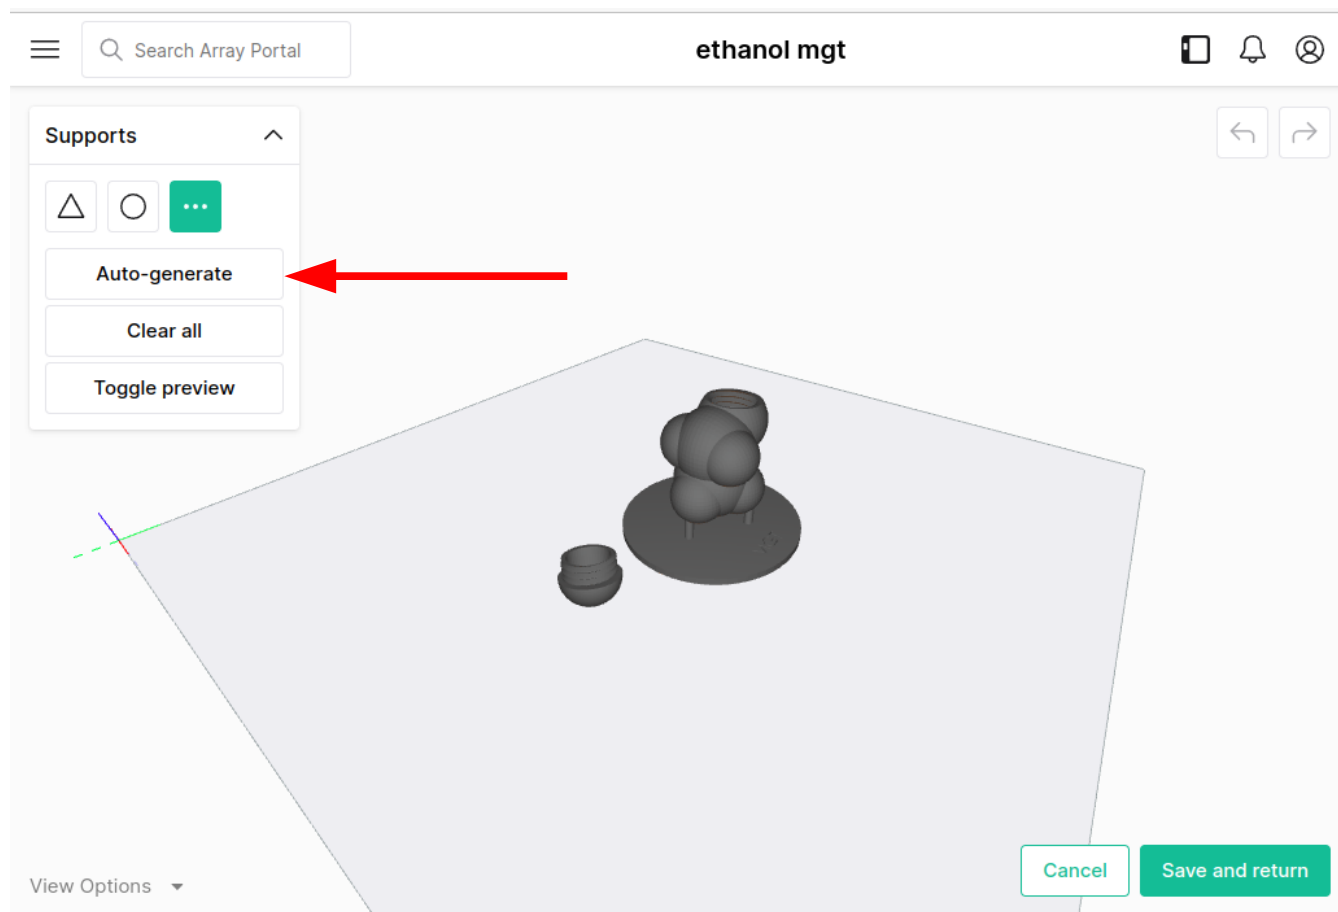 Search Array Portal
ethanol mgt
Supports
Auto-generate
Clear all
Toggle preview
View Options
Cancel
Save and return